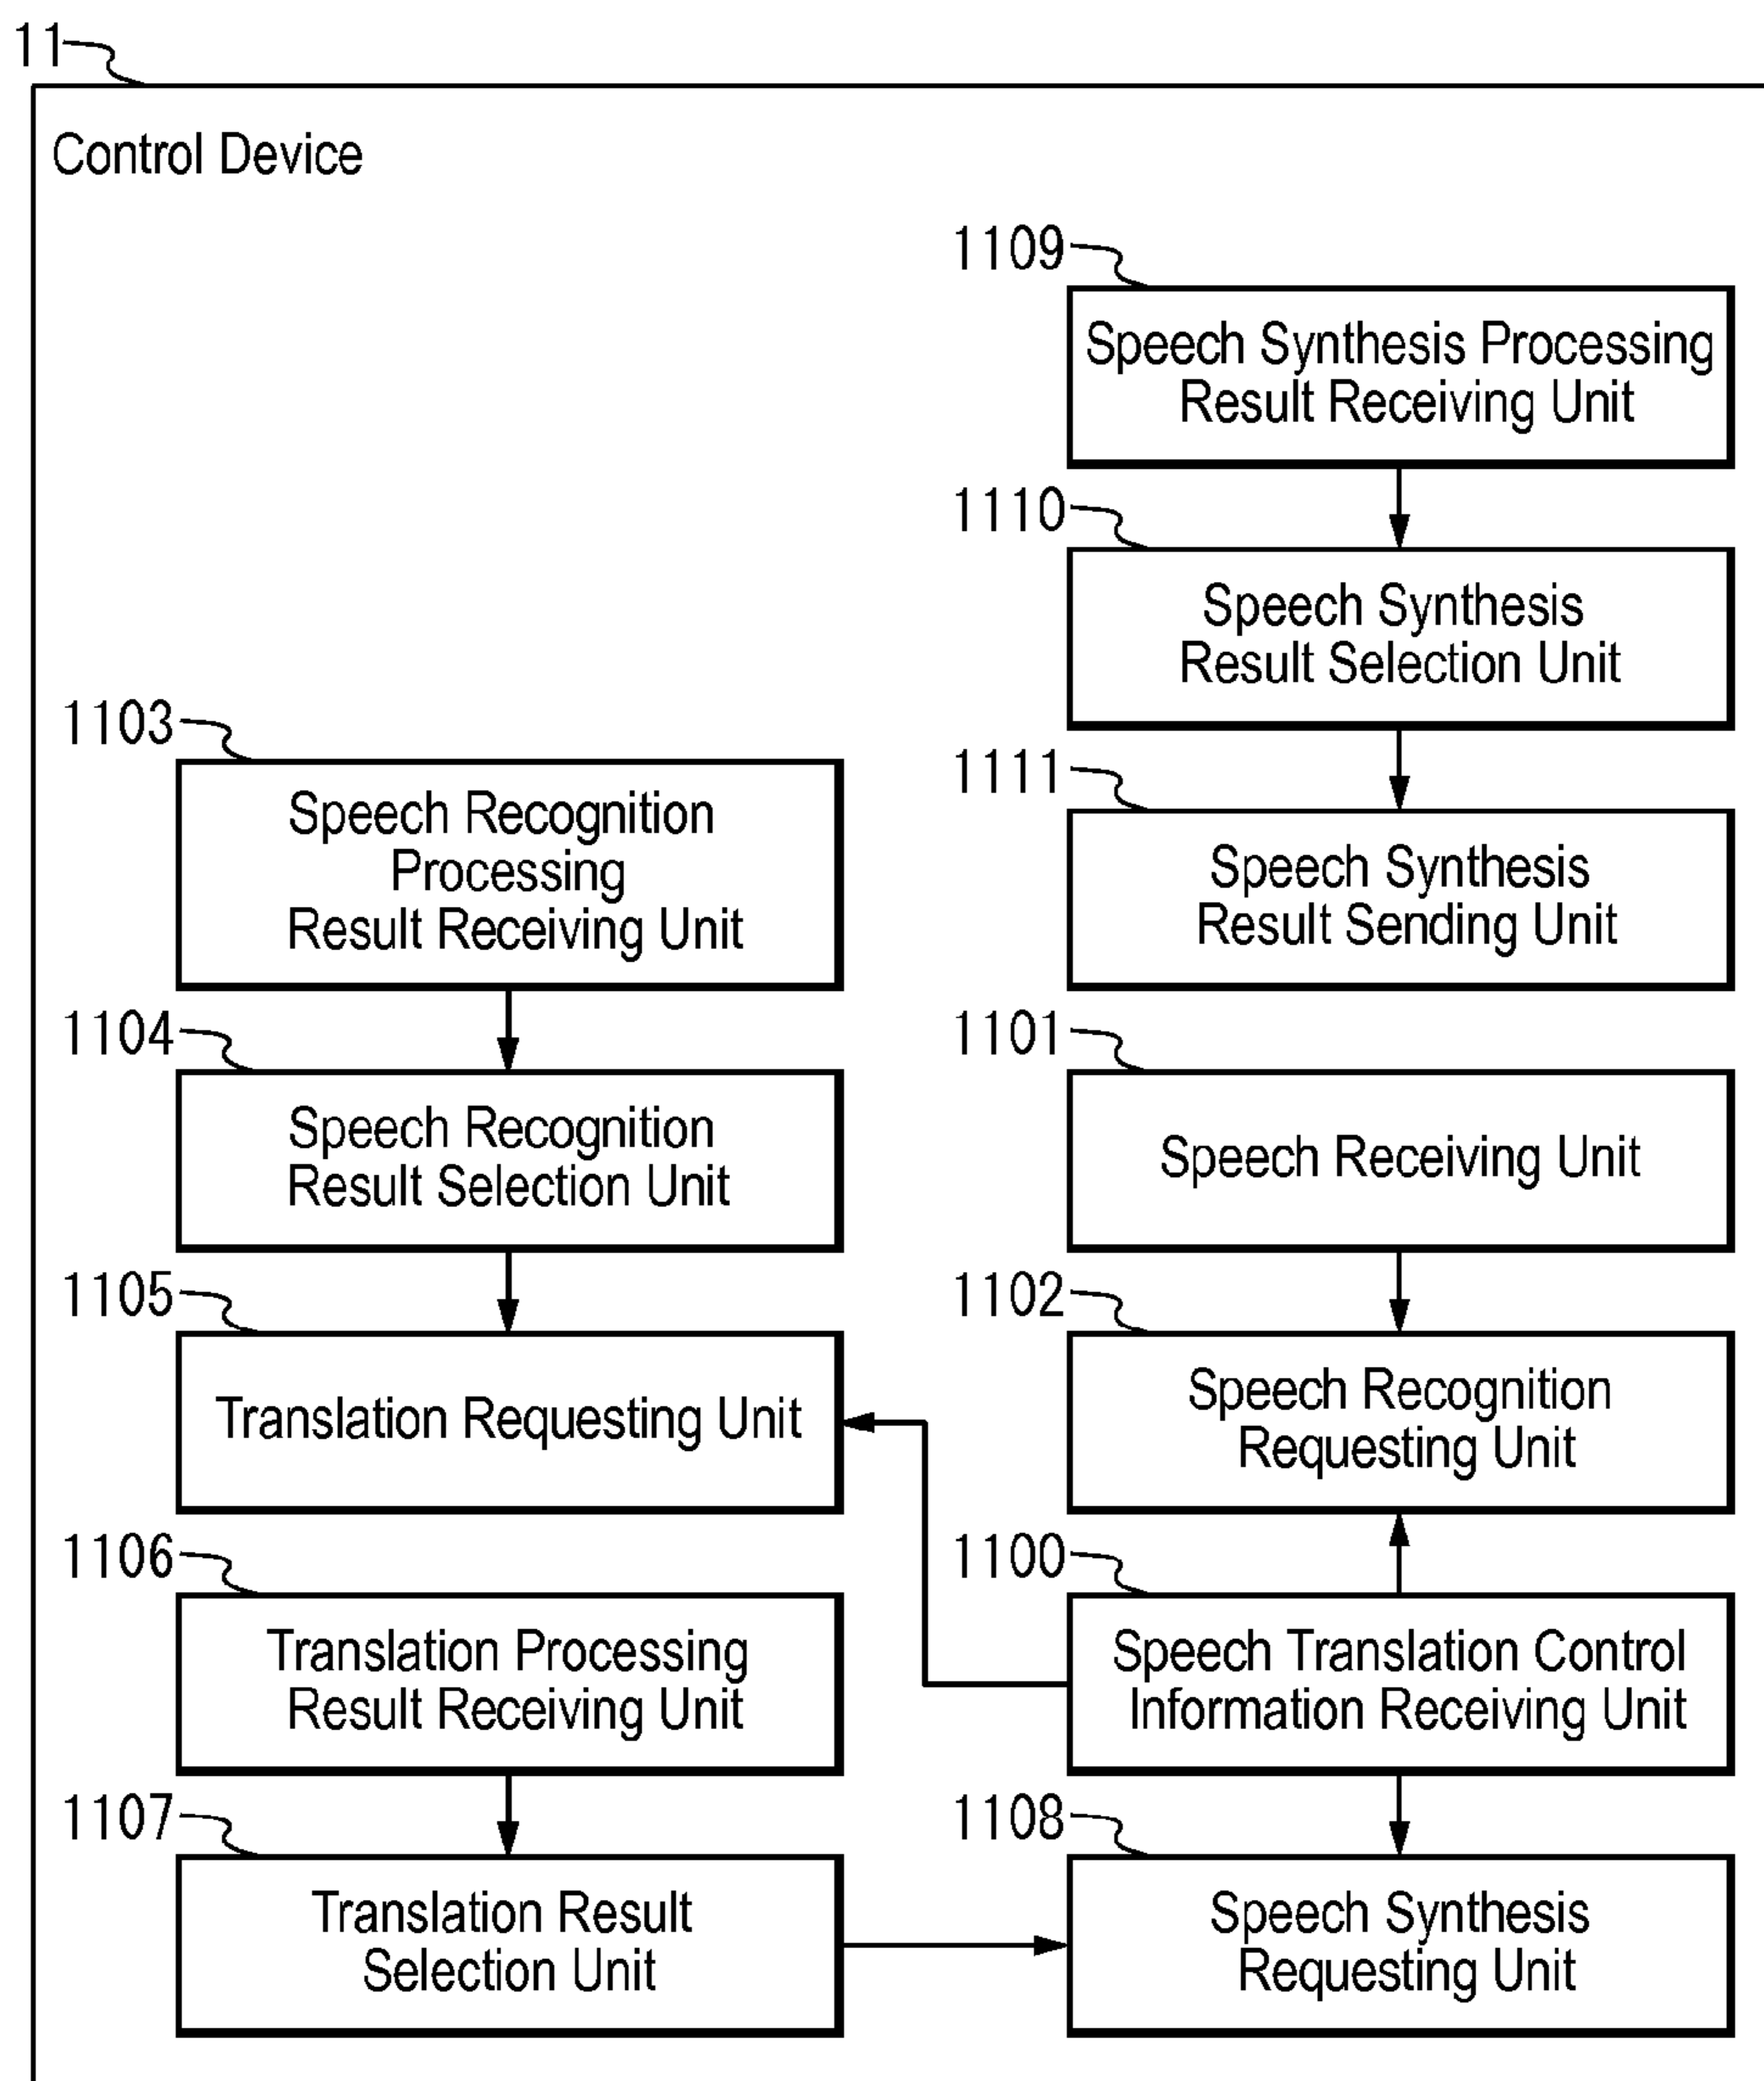 11
Control Device
1109
Speech Synthesis Processing
Result Receiving Unit
1110
Speech Synthesis
Result Selection Unit
1103
Speech Recognition
Processing
Result Receiving Unit
1111
Speech Synthesis
Result Sending Unit
1104
Speech Recognition
Result Selection Unit
1101
Speech Receiving Unit
1105
Translation Requesting Unit
1102
Speech Recognition
Requesting Unit
1106
Translation Processing
Result Receiving Unit
1100
Speech Translation Control
Information Receiving Unit
1107
Translation Result
Selection Unit
1108
Speech Synthesis
Requesting Unit